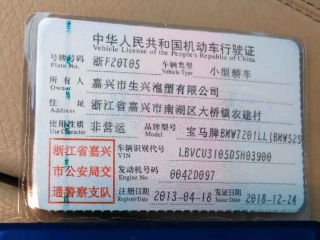 中华人民共和国机动车行驶证
Vehicle License of the People's Republic of China
号牌号码 浙F20T05 车辆类型 小型轿车
Plate No. Vehicle Type
所有人 嘉兴市生兴泡塑有限公司
Owner
住址 浙江省嘉兴市南湖区大桥镇农建村
Address
使用性质 非营运 品牌型号 宝马牌BMW7201LL(BMW525
Use Character Model
浙江省嘉兴 车辆识别代号 LBVCU3105DSH03900
VIN
市公安局交 发动机号码 0042D097
Engine No.
通警察支队 注册日期 2013-04-18 发证日期 2018-12-24
Register Date Issue Date